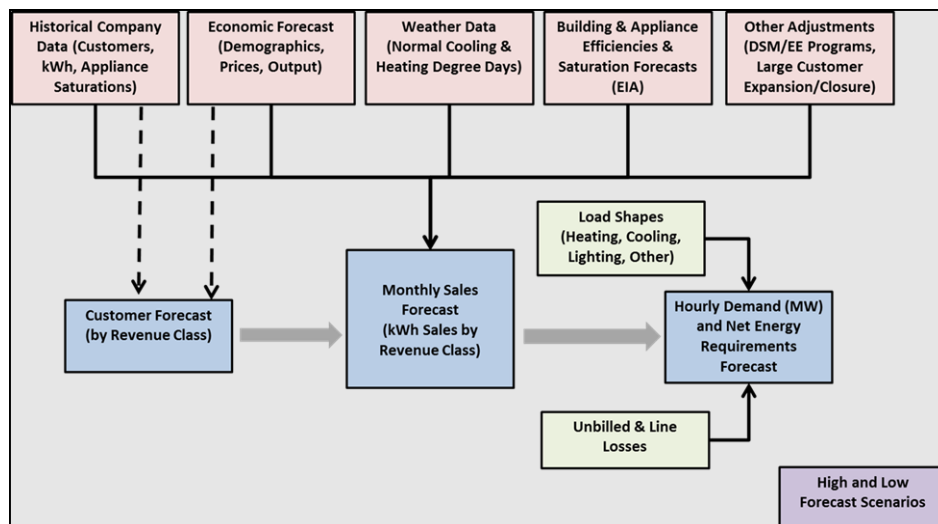 Historical Company
Data (Customers,
kWh, Appliance
Saturations)
Economic Forecast
(Demographics,
Prices, Output)
Weather Data
(Normal Cooling &
Heating Degree Days)
Building & Appliance
Efficiencies &
Saturation Forecasts
(EIA)
Other Adjustments
(DSM/EE Programs,
Large Customer
Expansion/Closure)
Load Shapes
(Heating, Cooling,
Lighting, Other)
Customer Forecast
(by Revenue Class)
Monthly Sales
Forecast
(kWh Sales by
Revenue Class)
Hourly Demand (MW)
and Net Energy
Requirements
Forecast
Unbilled & Line
Losses
High and Low
Forecast Scenarios